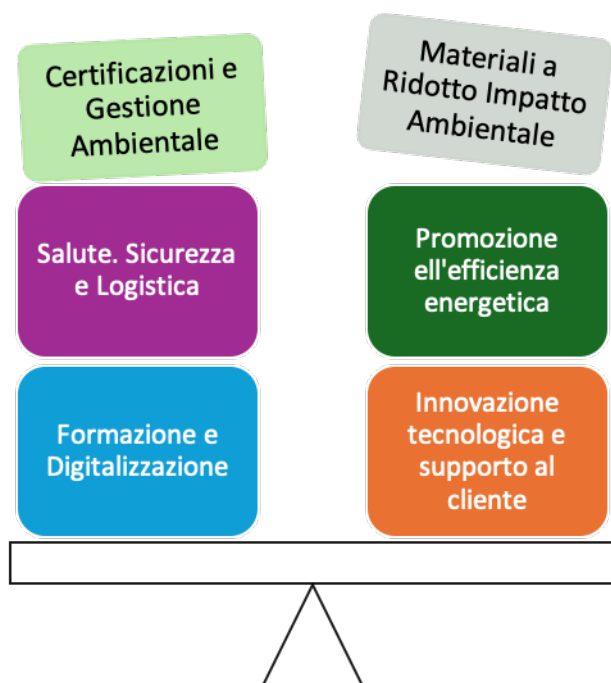 Certificazioni e
Gestione
Ambientale
Materiali a
Ridotto Impatto
Ambientale
Salute. Sicurezza
e Logistica
Promozione
ell'efficienza
energetica
Formazione e
Digitalizzazione
Innovazione
tecnologica e
supporto al
cliente